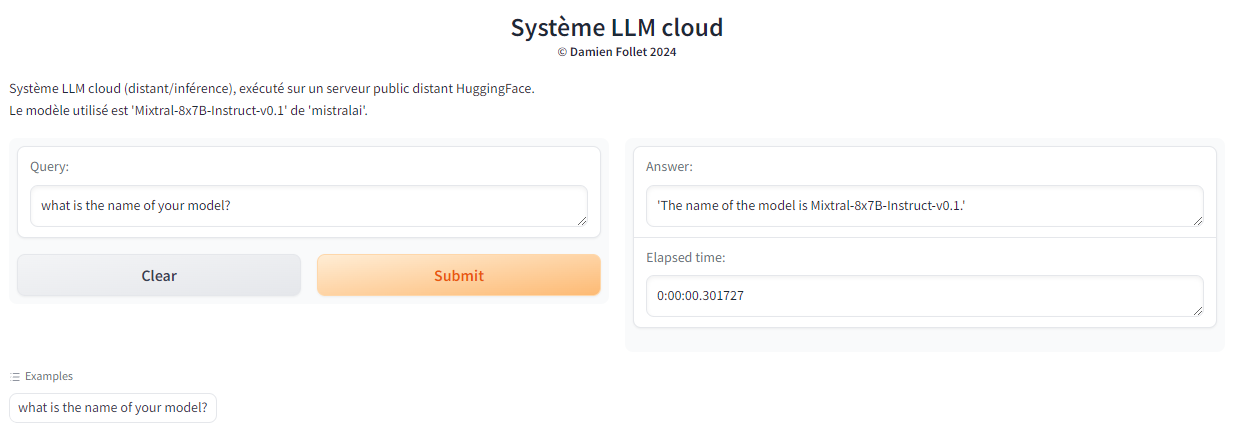 Système LLM cloud
© Damien Follet 2024
Système LLM cloud (distant/inférence), exécuté sur un serveur public distant HuggingFace.
Le modèle utilisé est 'Mixtral-8x7B-Instruct-v0.1' de 'mistralai'.
Query:
what is the name of your model?
Clear
Submit
Answer:
'The name of the model is Mixtral-8x7B-Instruct-v0.1.'
Elapsed time:
0:00:00.301727
Examples
what is the name of your model?